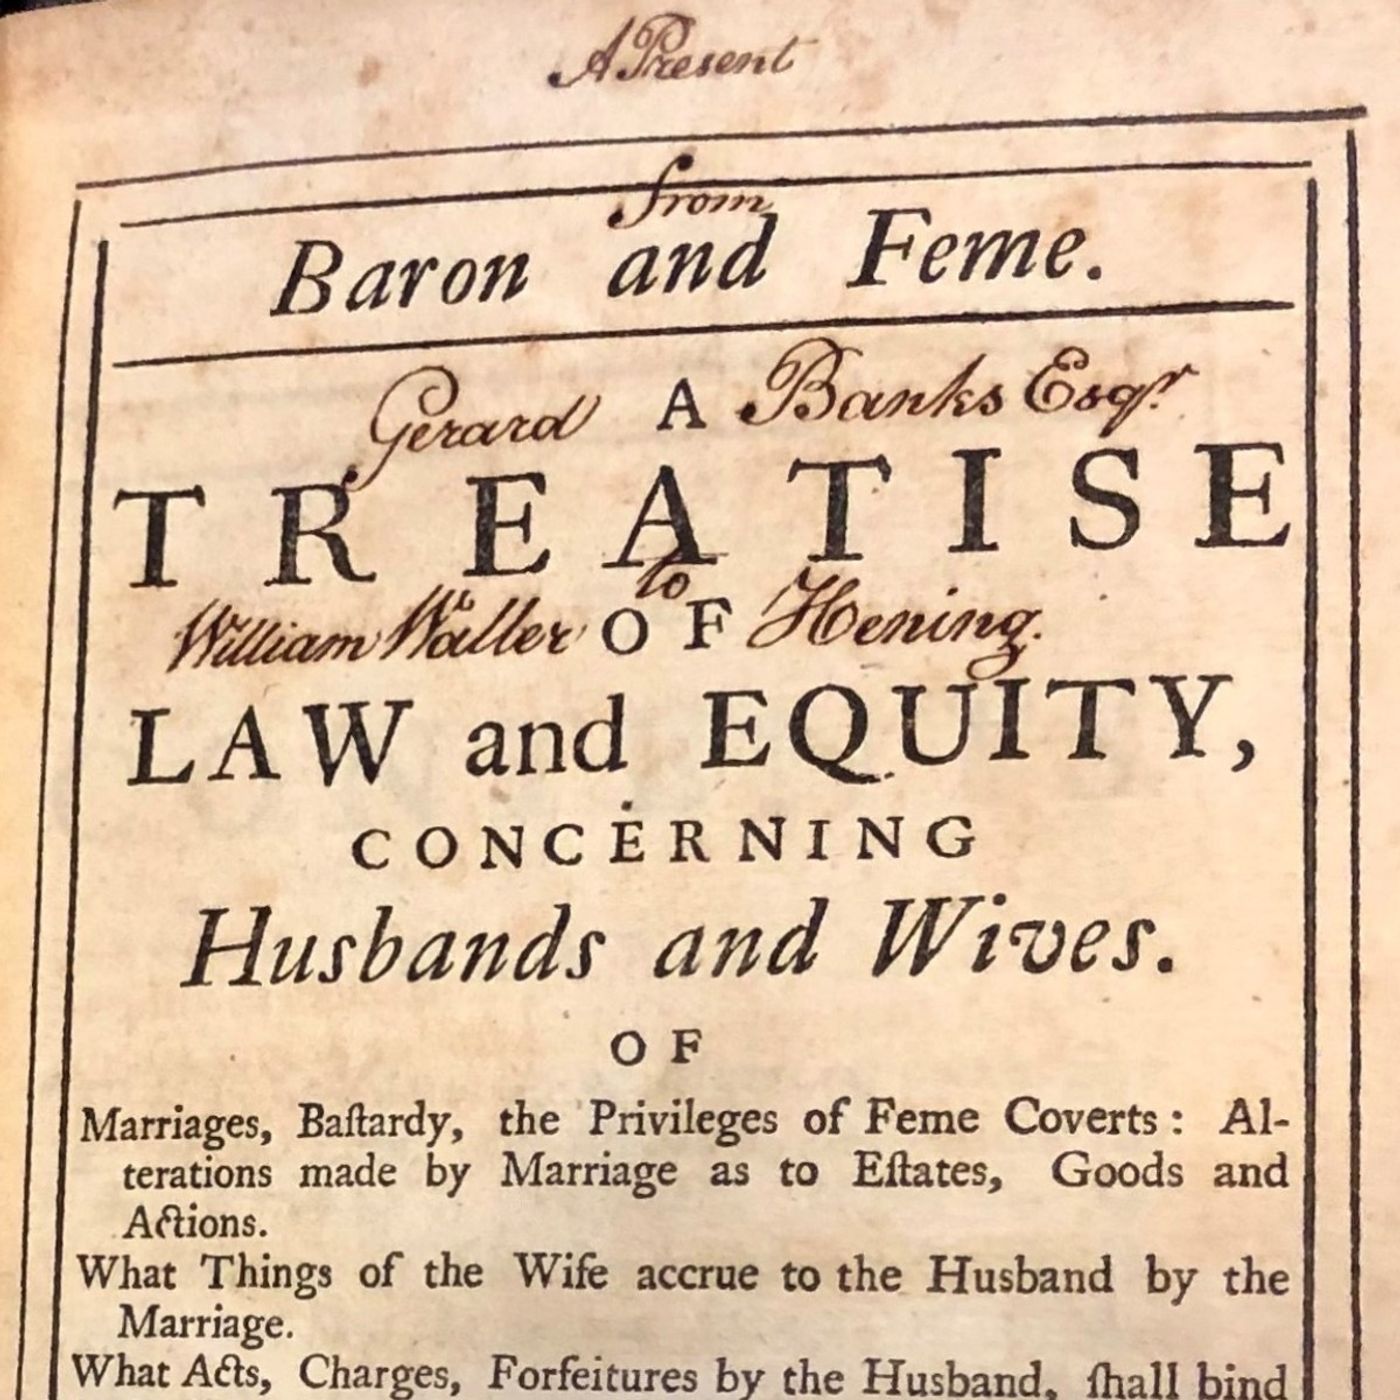 A Present
from
Baron and Feme.
Gerard A Banks Esqr.
TREATISE
to
William Waller OF Hening.
LAW and EQUITY,
CONCERNING
Husbands and Wives.
OF
Marriages, Baſtardy, the Privileges of Feme Coverts: Al-
terations made by Marriage as to Eſtates, Goods and
Actions.
What Things of the Wife accrue to the Husband by the
Marriage.
What Acts, Charges, Forfeitures by the Husband, ſhall bind